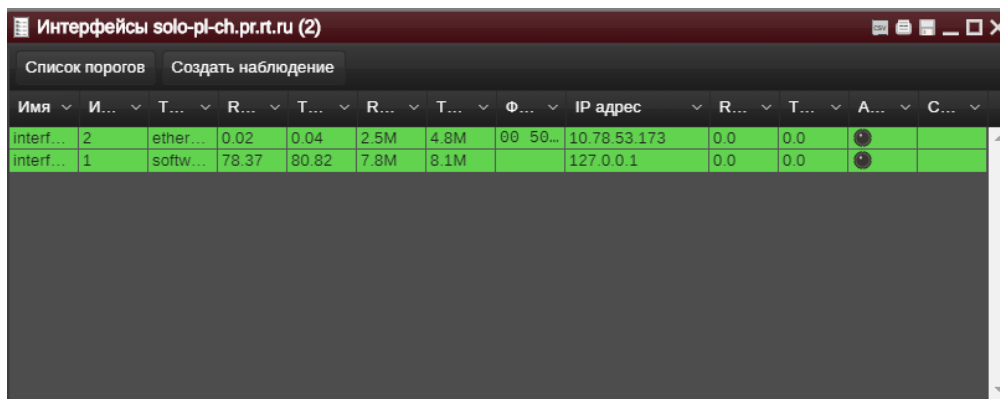 Интерфейсы solo-pl-ch.pr.rt.ru (2)
CSV
Список порогов Создать наблюдение
Имя И... T... R... T... R... T... Ф... IP адрес R... T... A... C...
interf... 2 ether... 0.02 0.04 2.5M 4.8M 00 50... 10.78.53.173 0.0 0.0
interf... 1 softw... 78.37 80.82 7.8M 8.1M 127.0.0.1 0.0 0.0